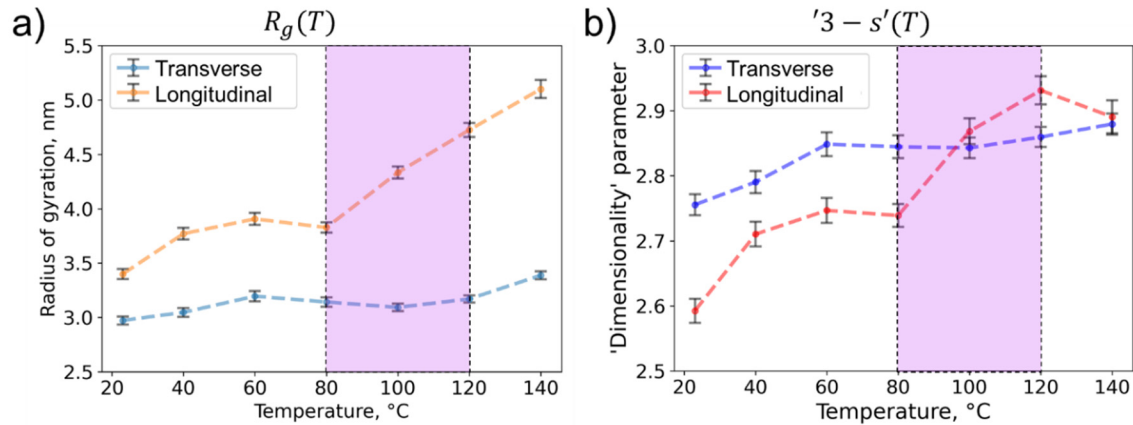 a)
R_g(T)
Radius of gyration, nm
5.5
5.0
4.5
4.0
3.5
3.0
2.5
Transverse
Longitudinal
20 40 60 80 100 120 140
Temperature, °C
b)
'3 − s'(T)
'Dimensionality' parameter
3.0
2.9
2.8
2.7
2.6
2.5
Transverse
Longitudinal
20 40 60 80 100 120 140
Temperature, °C